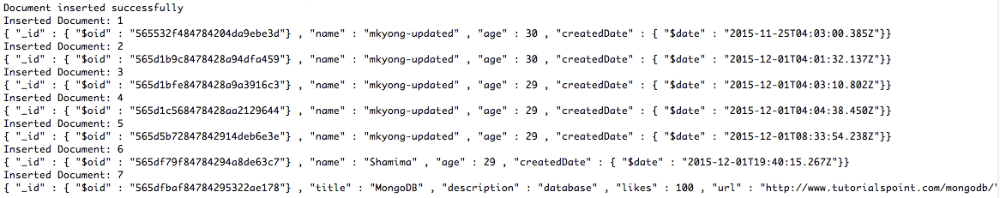 Document inserted successfully
Inserted Document: 1
{ "_id" : { "$oid" : "565532f484784204da9ebe3d"} , "name" : "mkyong-updated" , "age" : 30 , "createdDate" : { "$date" : "2015-11-25T04:03:00.385Z"}}
Inserted Document: 2
{ "_id" : { "$oid" : "565d1b9c8478428a94dfa459"} , "name" : "mkyong-updated" , "age" : 30 , "createdDate" : { "$date" : "2015-12-01T04:01:32.137Z"}}
Inserted Document: 3
{ "_id" : { "$oid" : "565d1bfe8478428a9a3916c3"} , "name" : "mkyong-updated" , "age" : 29 , "createdDate" : { "$date" : "2015-12-01T04:03:10.802Z"}}
Inserted Document: 4
{ "_id" : { "$oid" : "565d1c568478428aa2129644"} , "name" : "mkyong-updated" , "age" : 29 , "createdDate" : { "$date" : "2015-12-01T04:04:38.450Z"}}
Inserted Document: 5
{ "_id" : { "$oid" : "565d5b72847842914deb6e3e"} , "name" : "mkyong-updated" , "age" : 29 , "createdDate" : { "$date" : "2015-12-01T08:33:54.238Z"}}
Inserted Document: 6
{ "_id" : { "$oid" : "565df79f84784294a8de63c7"} , "name" : "Shamima" , "age" : 29 , "createdDate" : { "$date" : "2015-12-01T19:40:15.267Z"}}
Inserted Document: 7
{ "_id" : { "$oid" : "565dfbaf84784295322ae178"} , "title" : "MongoDB" , "description" : "database" , "likes" : 100 , "url" : "http://www.tutorialspoint.com/mongodb/"